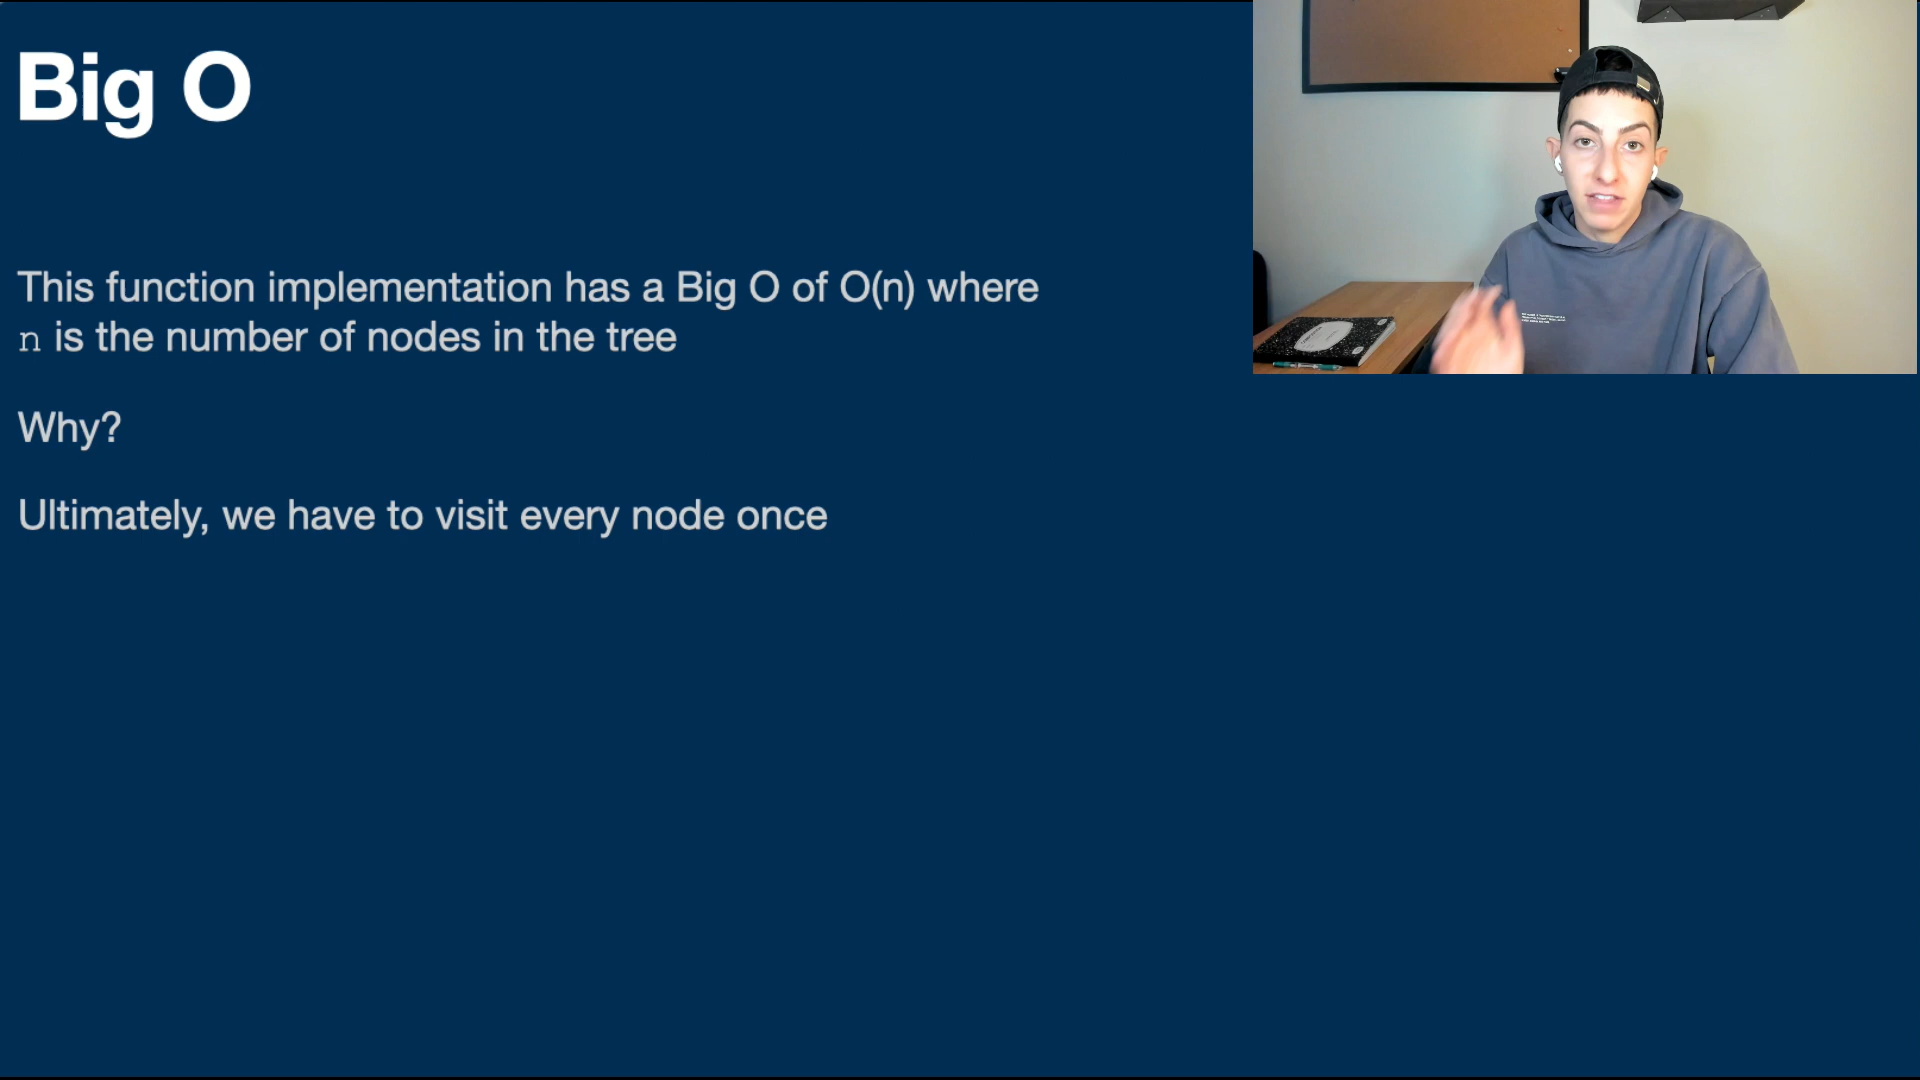 Big O
This function implementation has a Big O of O(n) where
n is the number of nodes in the tree
Why?
Ultimately, we have to visit every node once